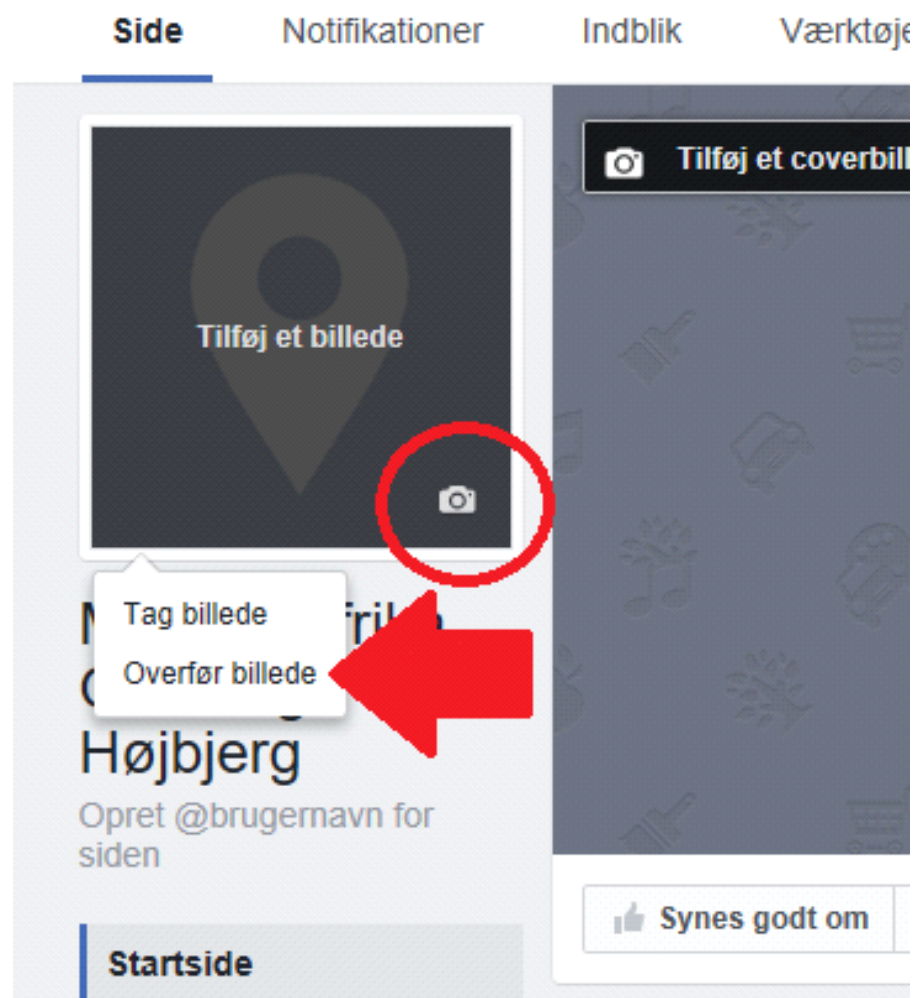 Side Notifikationer Indblik Værktøje
Tilføj et coverbill
Tilføj et billede
Tag billede
Overfør billede
Højbjerg
Opret @brugernavn for
siden
Synes godt om
Startside